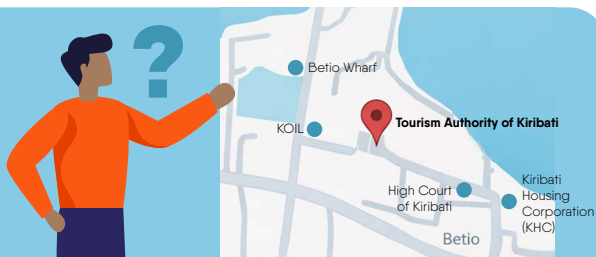 ?
Betio Wharf
KOIL
Tourism Authority of Kiribati
High Court
of Kiribati
Kiribati
Housing
Corporation
(KHC)
Betio